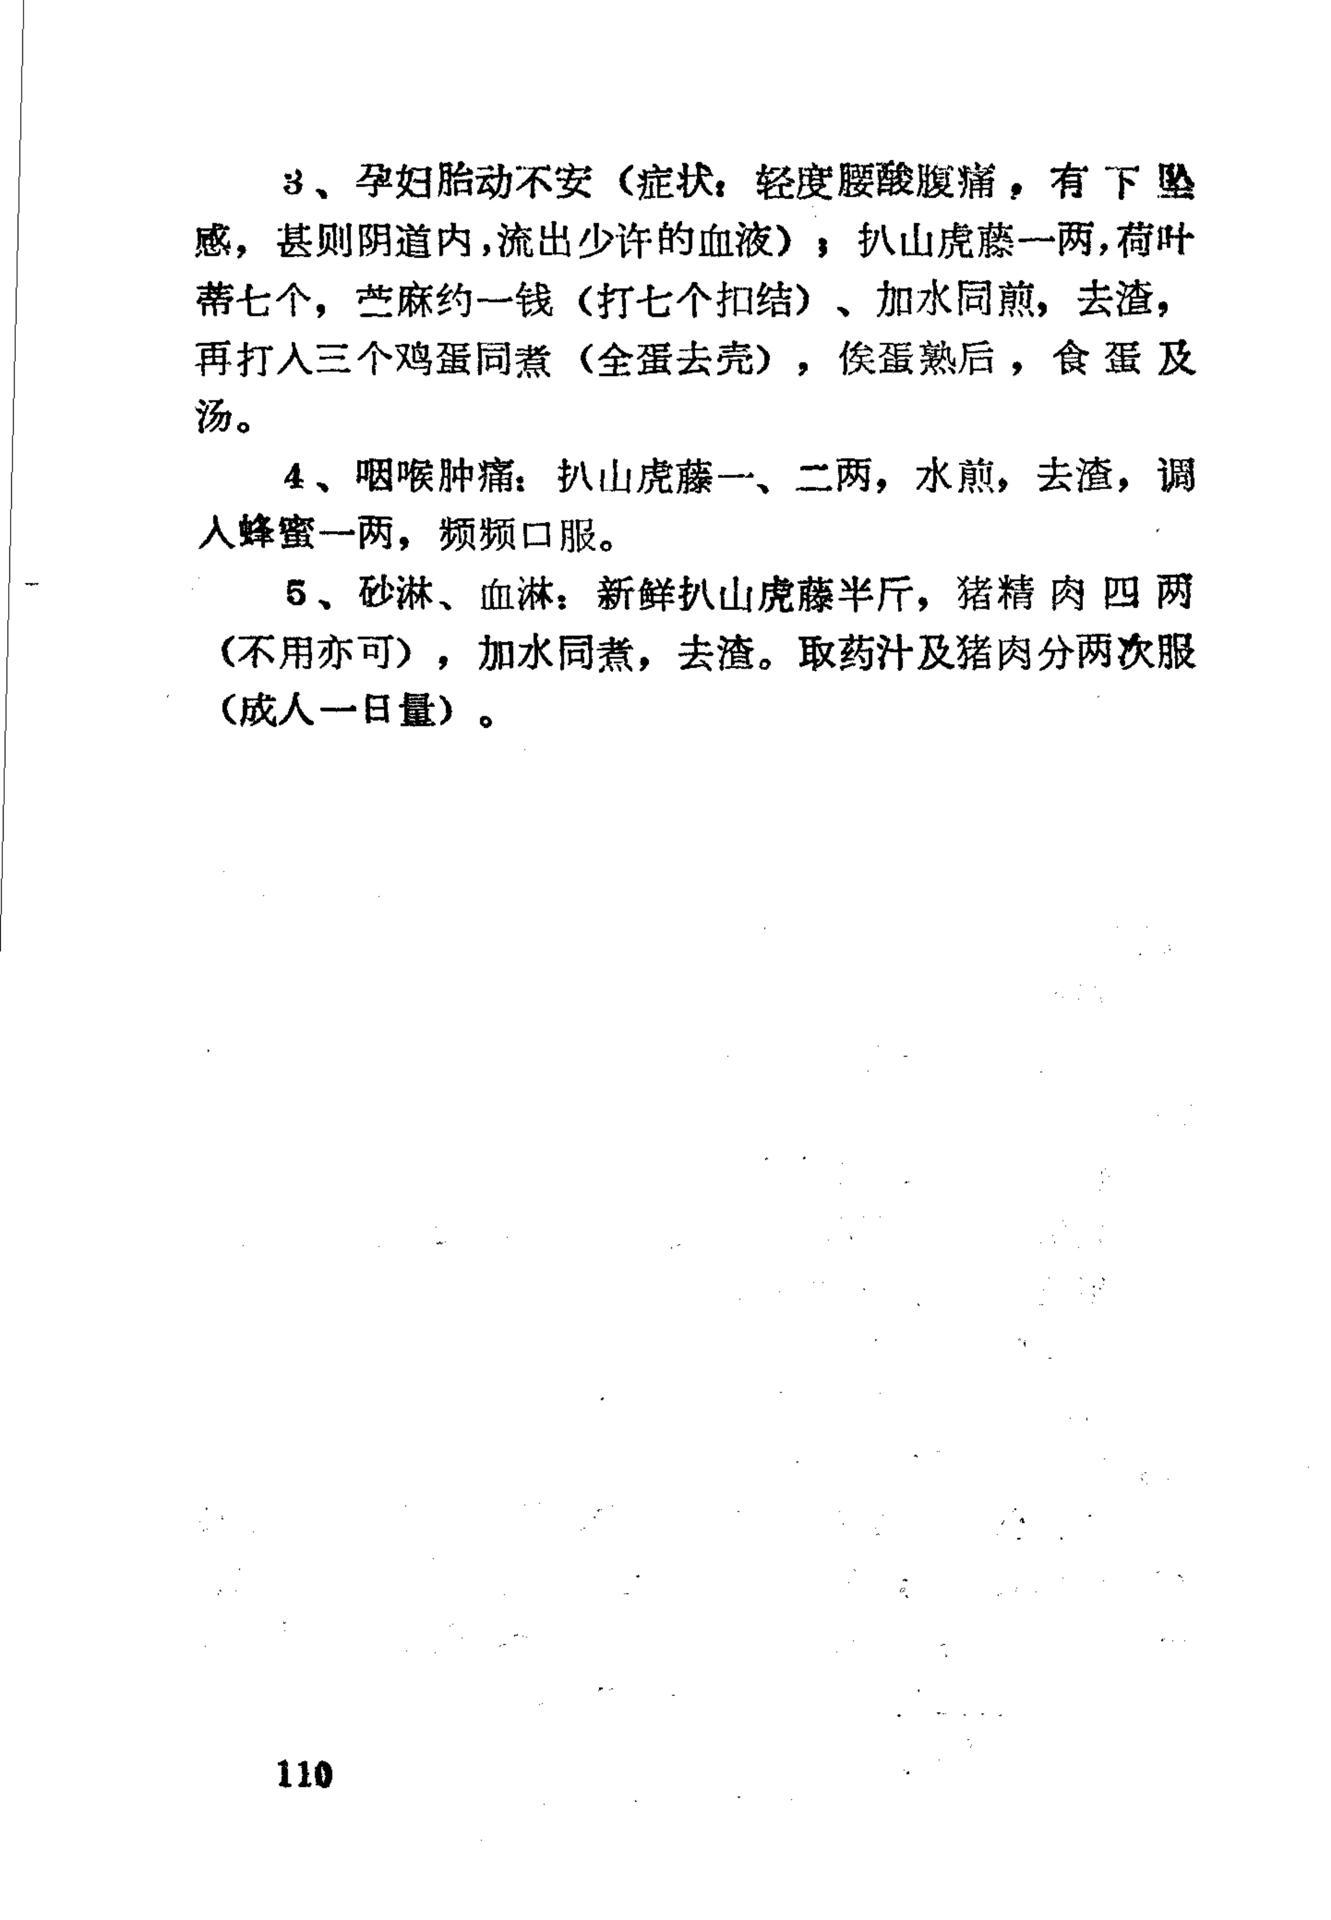 3、孕妇胎动不安（症状：轻度腰酸腹痛，有下坠
感，甚则阴道内,流出少许的血液）；扒山虎藤一两,荷叶
蒂七个，苎麻约一钱（打七个扣结）、加水同煎，去渣，
再打入三个鸡蛋同煮（全蛋去壳），俟蛋熟后，食蛋及
汤。
4、咽喉肿痛：扒山虎藤一、二两，水煎，去渣，调
入蜂蜜一两，频频口服。
5、砂淋、血淋：新鲜扒山虎藤半斤，猪精肉四两
（不用亦可），加水同煮，去渣。取药汁及猪肉分两次服
（成人一日量）。
110